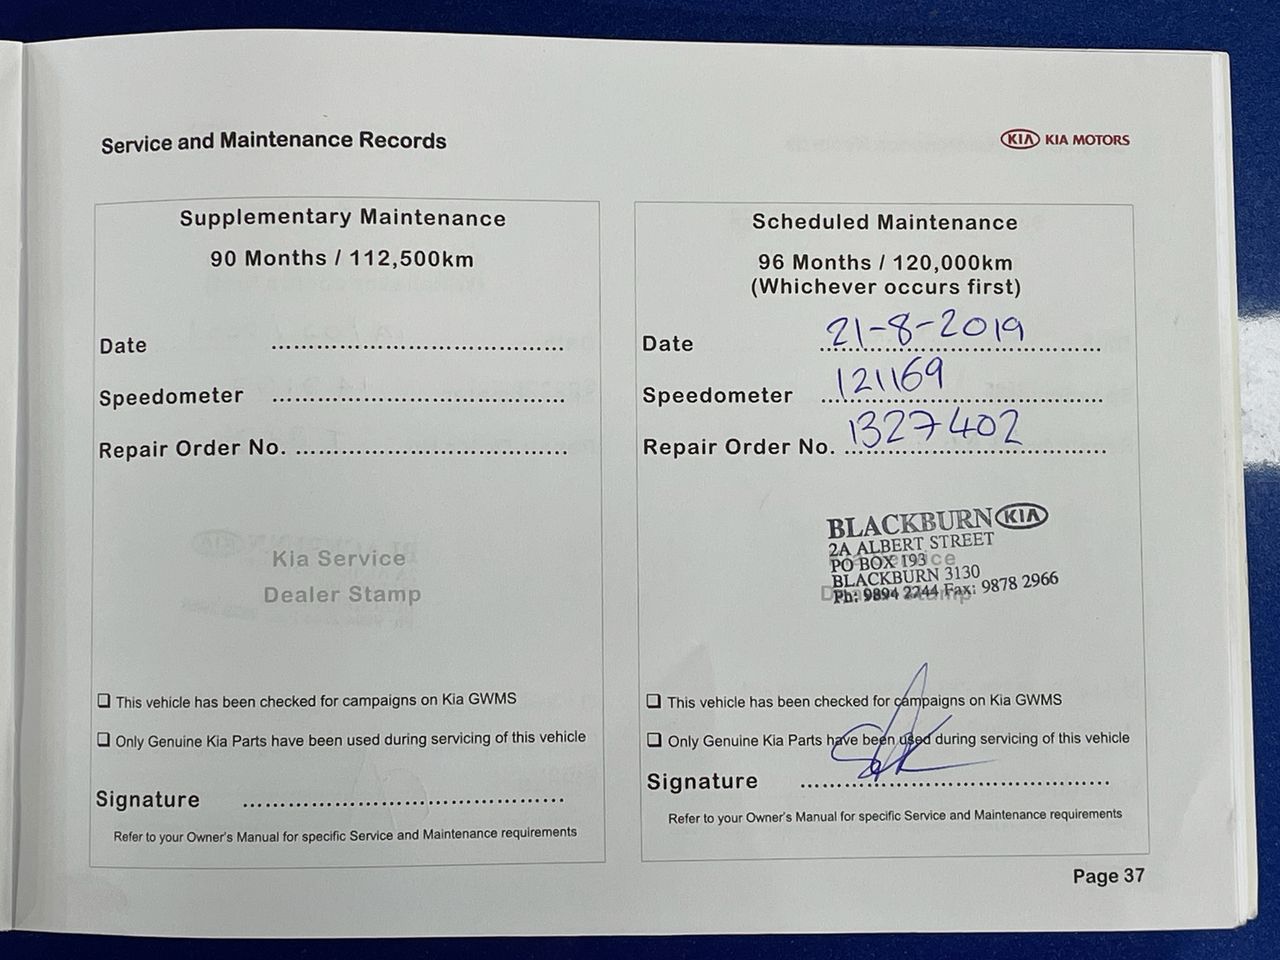 Service and Maintenance Records
KIA KIA MOTORS
Supplementary Maintenance
90 Months / 112,500km
Date ........................................
Speedometer ........................................
Repair Order No. .....................................
Kia Service
Dealer Stamp
❑ This vehicle has been checked for campaigns on Kia GWMS
❑ Only Genuine Kia Parts have been used during servicing of this vehicle
Signature ............................................
Refer to your Owner's Manual for specific Service and Maintenance requirements
Scheduled Maintenance
96 Months / 120,000km
(Whichever occurs first)
Date 21-8-2019
Speedometer 121169
Repair Order No. 1327402
BLACKBURN KIA
2A ALBERT STREET
PO BOX 193
BLACKBURN 3130
Ph: 9894 2244 Fax: 9878 2966
❑ This vehicle has been checked for campaigns on Kia GWMS
❑ Only Genuine Kia Parts have been used during servicing of this vehicle
Signature ..........................................
Refer to your Owner's Manual for specific Service and Maintenance requirements
Page 37